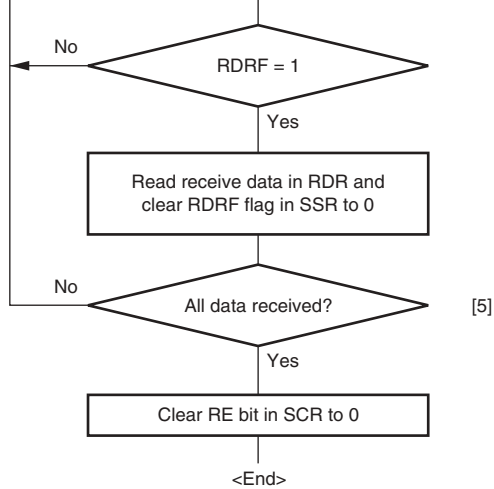 No
RDRF = 1
Yes
Read receive data in RDR and
clear RDRF flag in SSR to 0
No
All data received?
[5]
Yes
Clear RE bit in SCR to 0
<End>